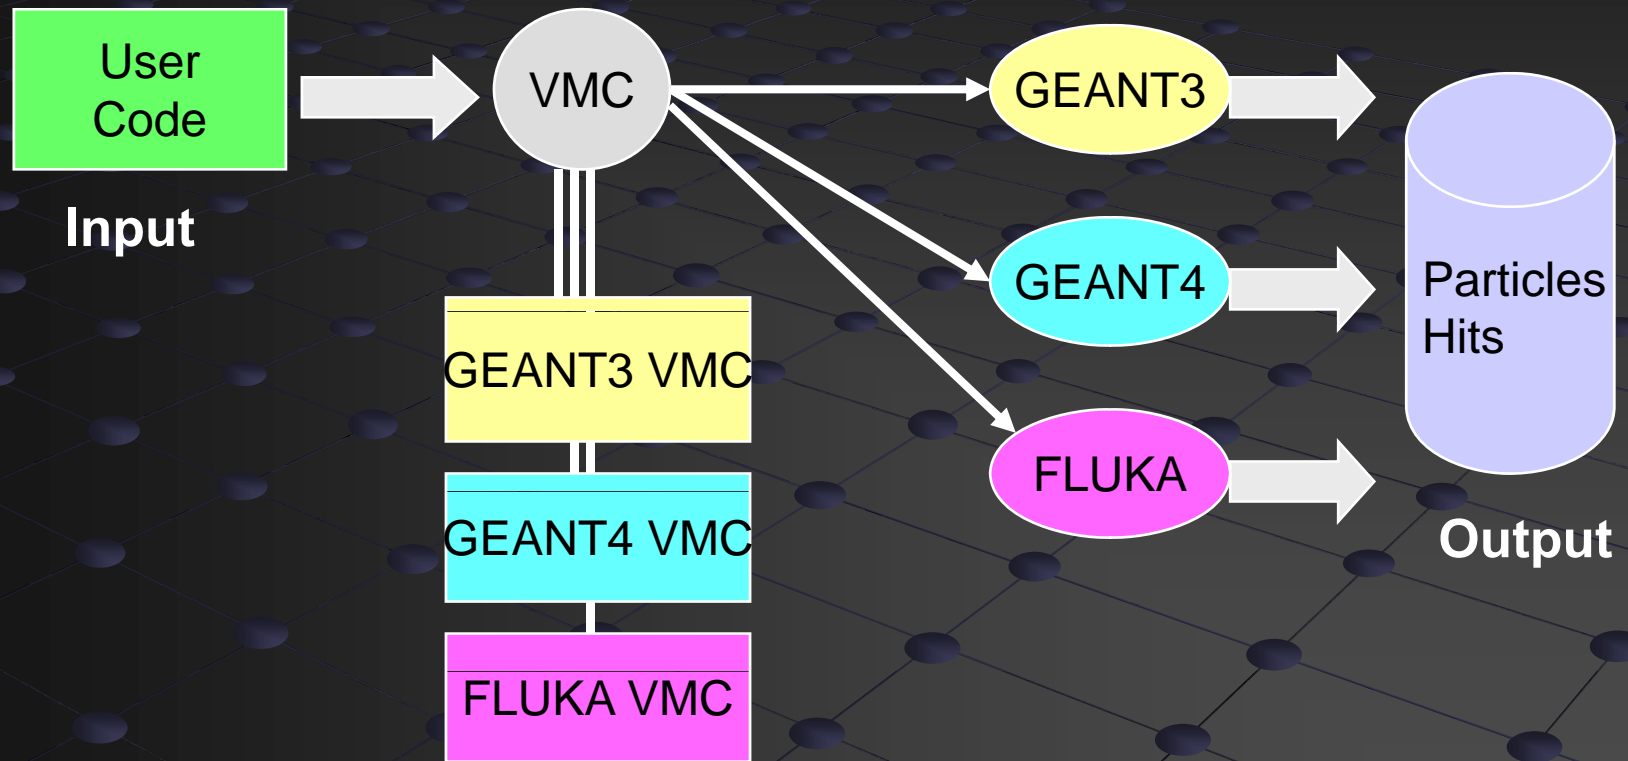 User
Code
Input
VMC
GEANT3
GEANT4
FLUKA
GEANT3 VMC
GEANT4 VMC
FLUKA VMC
Particles
Hits
Output